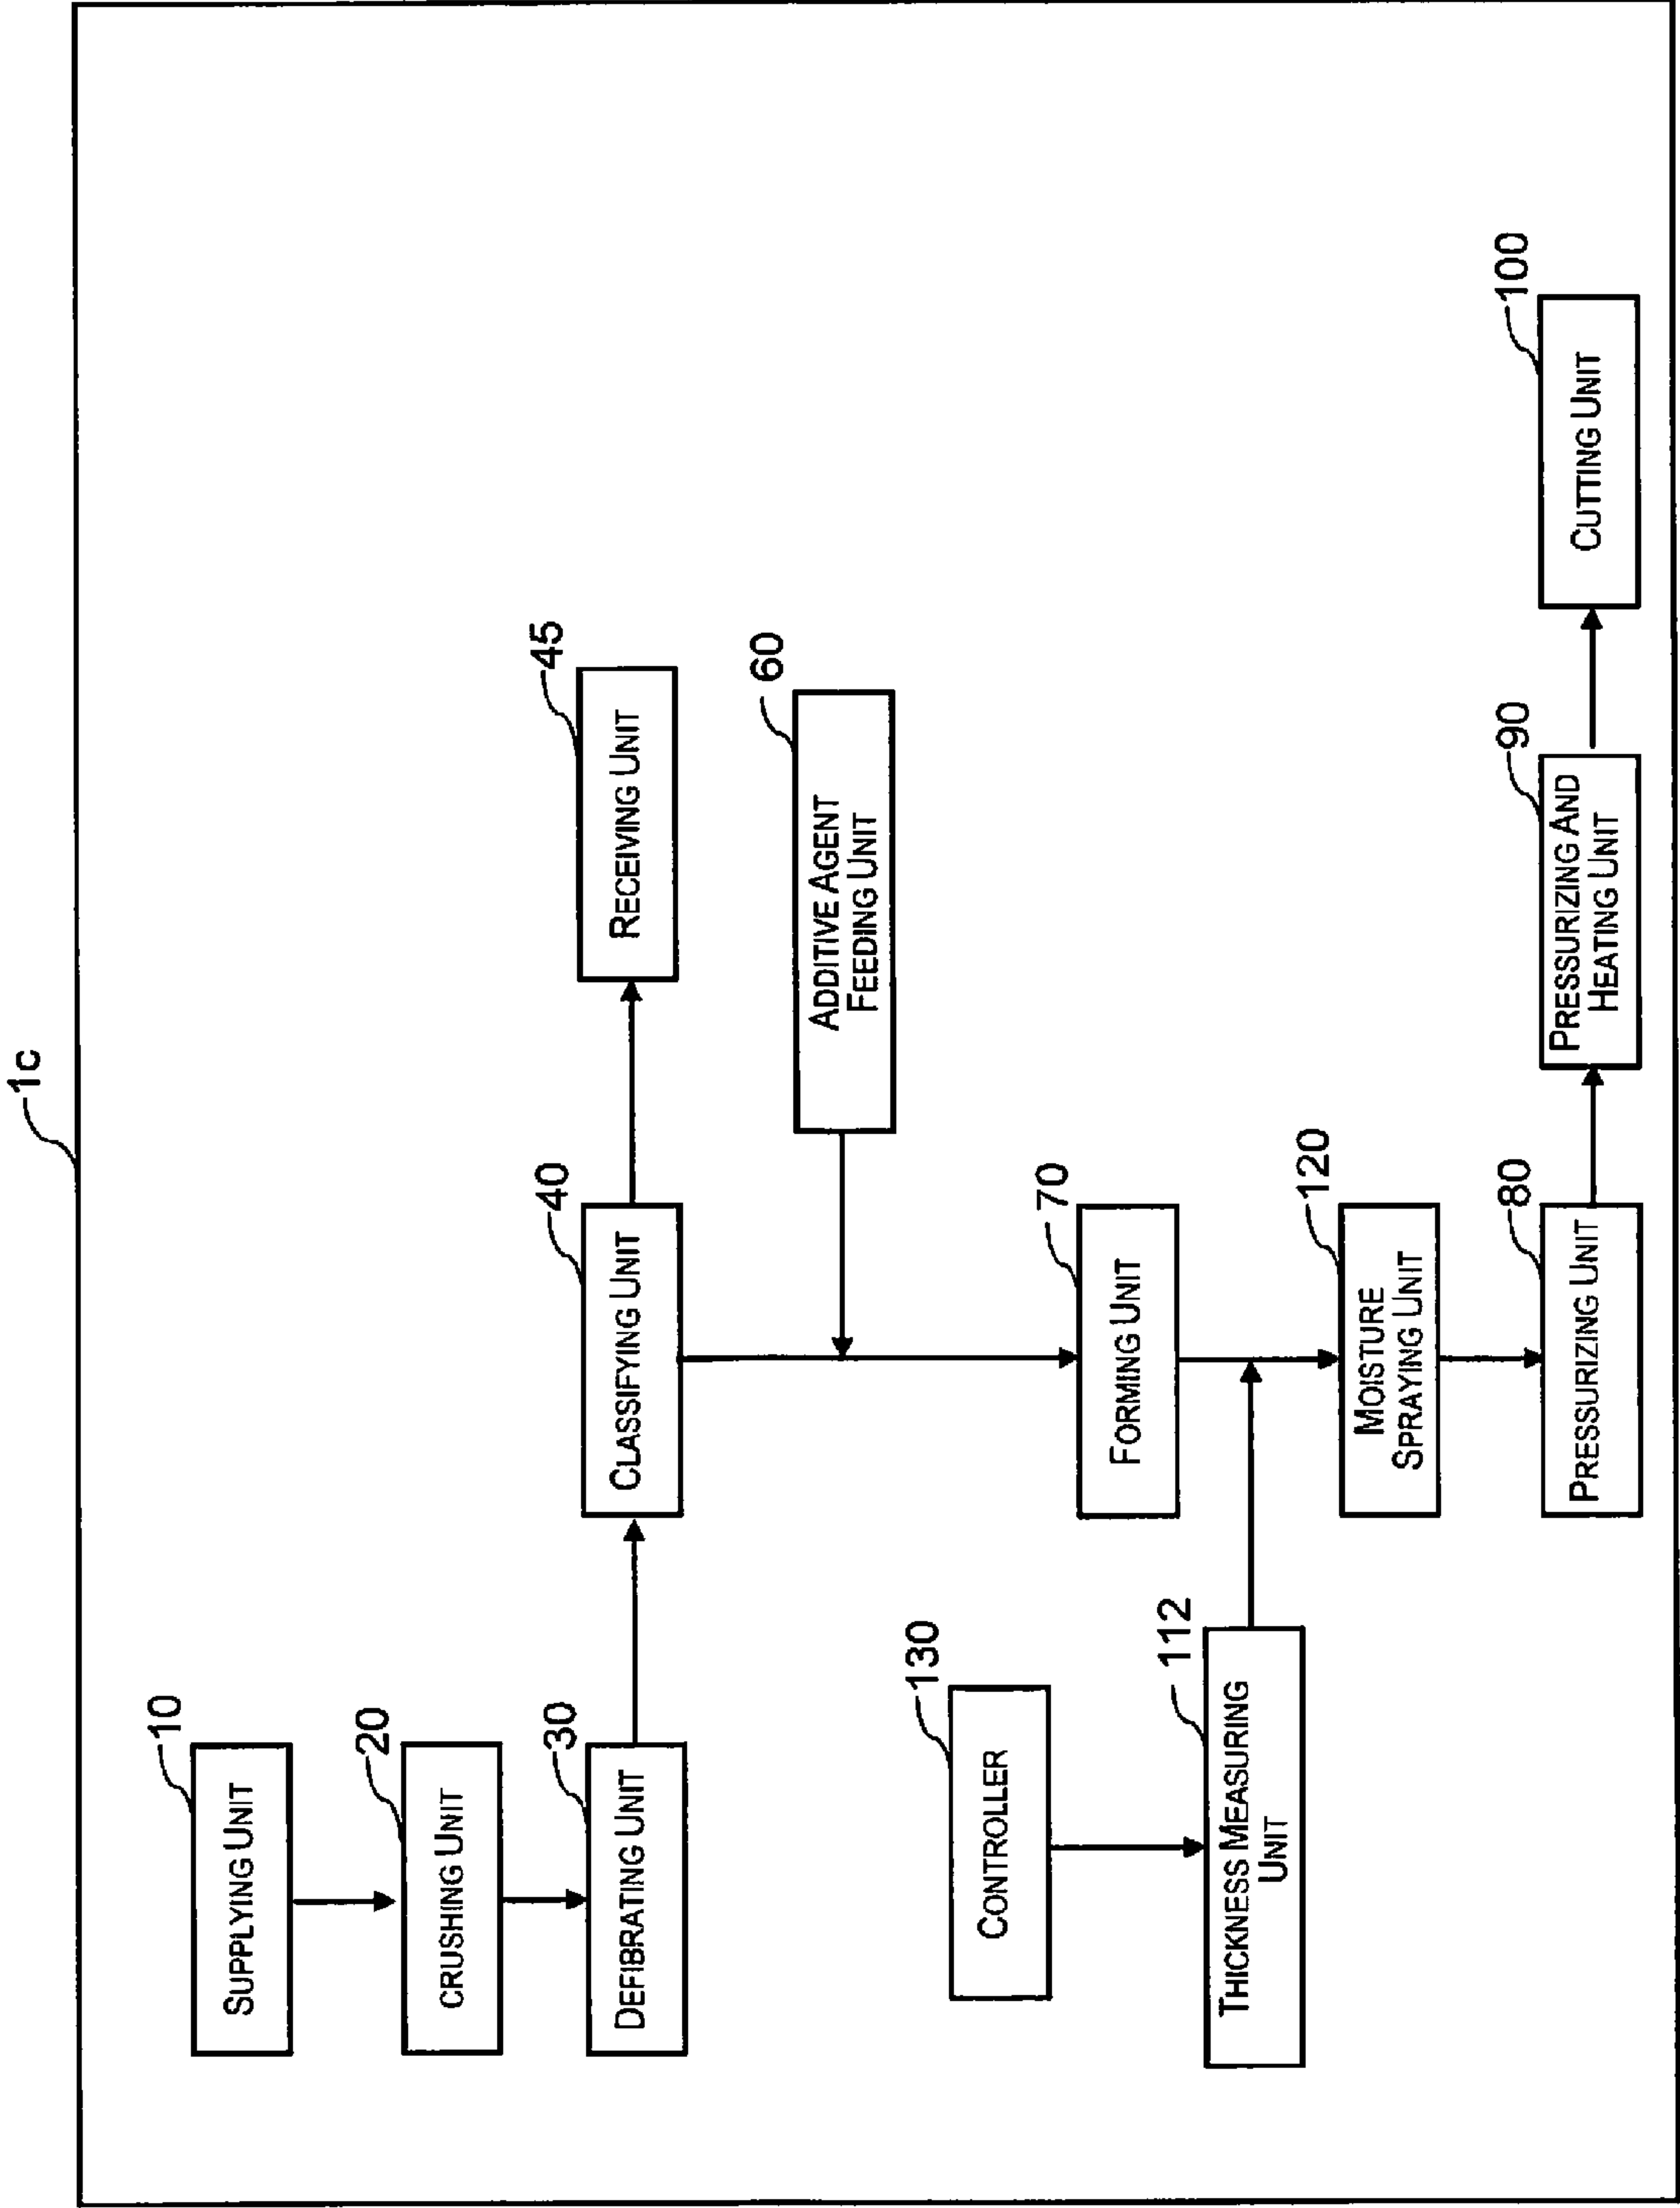 1c
10
SUPPLYING UNIT
20
CRUSHING UNIT
30
DEFIBRATING UNIT
40
CLASSIFYING UNIT
45
RECEIVING UNIT
60
ADDITIVE AGENT
FEEDING UNIT
130
CONTROLLER
70
FORMING UNIT
112
THICKNESS MEASURING
UNIT
120
MOISTURE
SPRAYING UNIT
80
PRESSURIZING UNIT
90
PRESSURIZING AND
HEATING UNIT
100
CUTTING UNIT